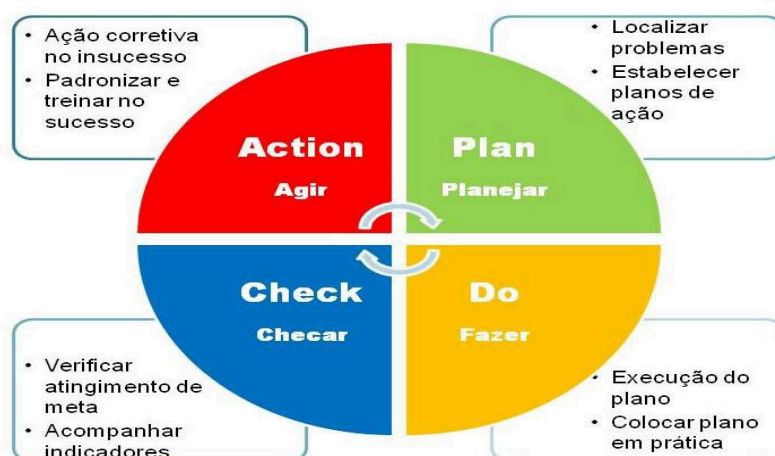 • Ação corretiva
no insucesso
• Padronizar e
treinar no
sucesso
• Localizar
problemas
• Estabelecer
planos de
ação
Action
Agir
Plan
Planejar
Check
Checar
Do
Fazer
• Verificar
atingimento de
meta
• Acompanhar
indicadores
• Execução do
plano
• Colocar plano
em prática